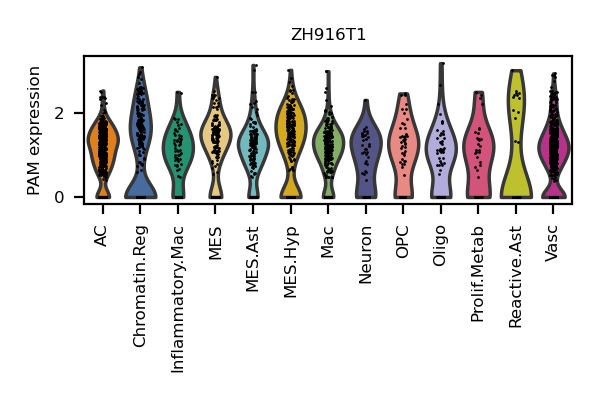 ZH916T1
PAM expression
2
0
AC
Chromatin.Reg
Inflammatory.Mac
MES
MES.Ast
MES.Hyp
Mac
Neuron
OPC
Oligo
Prolif.Metab
Reactive.Ast
Vasc